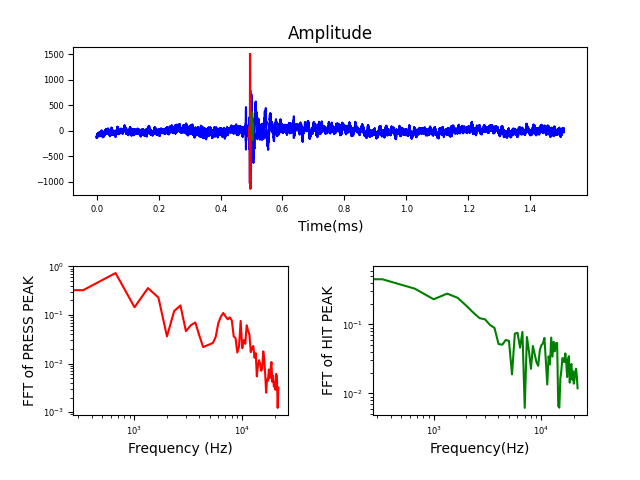 Amplitude
1500
1000
500
0
−500
−1000
0.0 0.2 0.4 0.6 0.8 1.0 1.2 1.4
Time(ms)
FFT of PRESS PEAK
10⁰
10⁻¹
10⁻²
10⁻³
10³ 10⁴
Frequency (Hz)
FFT of HIT PEAK
10⁻¹
10⁻²
10³ 10⁴
Frequency(Hz)